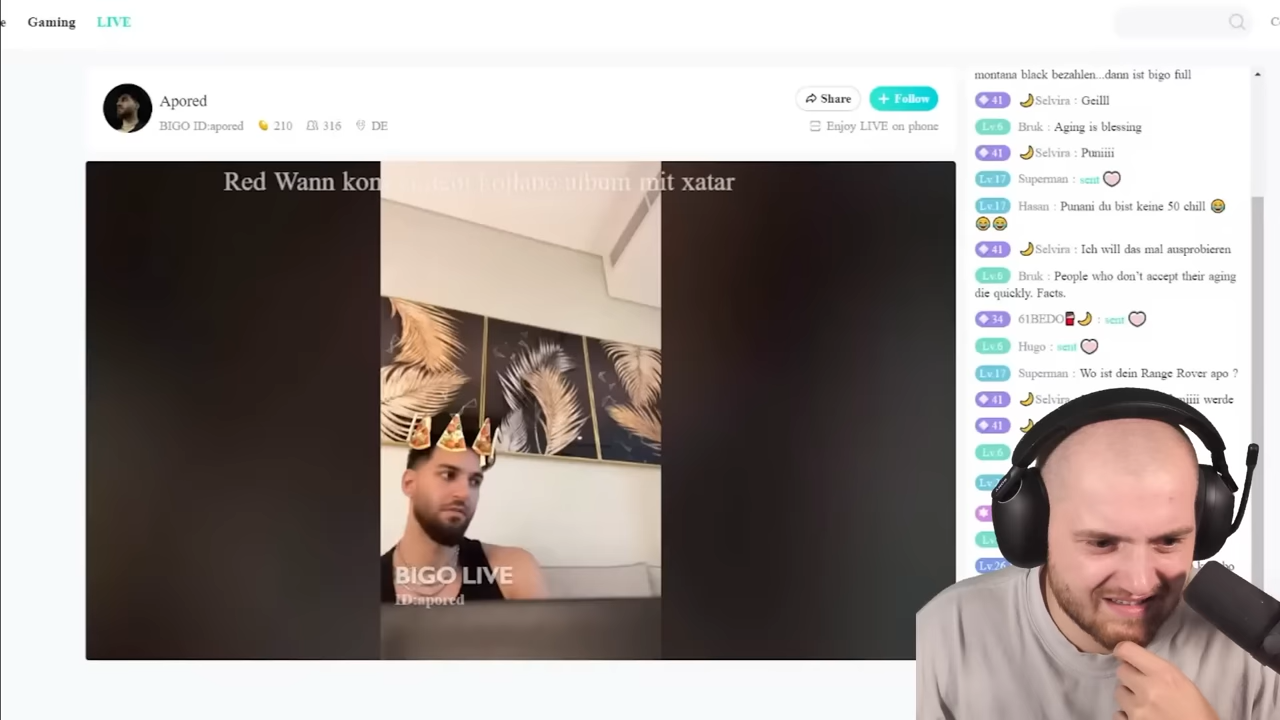 Gaming LIVE
Apored
BIGO ID:apored 210 316 DE
Share
+ Follow
Enjoy LIVE on phone
Red Wann kom album mit xatar
BIGO LIVE
ID:apored
montana black bezahlen...dann ist bigo full
41 Selvira : Geilll
Lv.6 Bruk : Aging is blessing
41 Selvira : Puniiii
Lv.17 Superman : sent
Lv.17 Hasan : Punani du bist keine 50 chill 😂
😂😂
41 Selvira : Ich will das mal ausprobieren
Lv.6 Bruk : People who don't accept their aging
die quickly. Facts.
34 61BEDO : sent
Lv.6 Hugo : sent
Lv.17 Superman : Wo ist dein Range Rover apo ?
41 Selvira werde
41
Lv.6
Lv.26